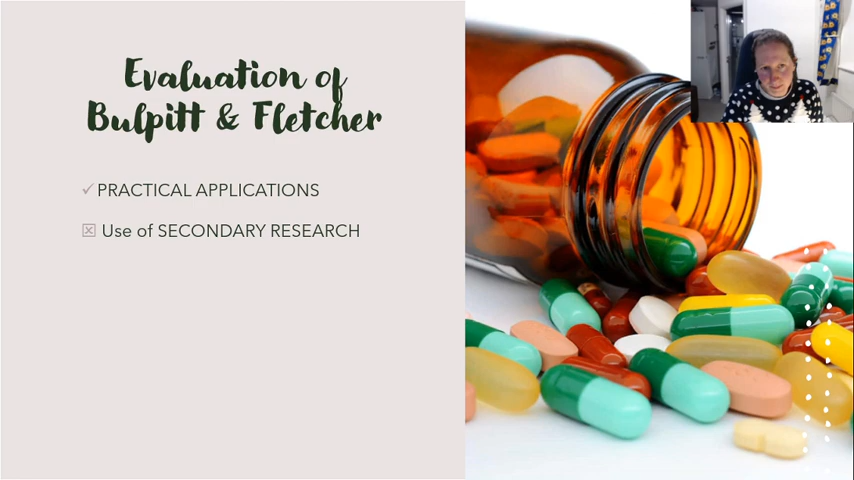 Evaluation of
Bulpitt & Fletcher
✓ PRACTICAL APPLICATIONS
☒ Use of SECONDARY RESEARCH